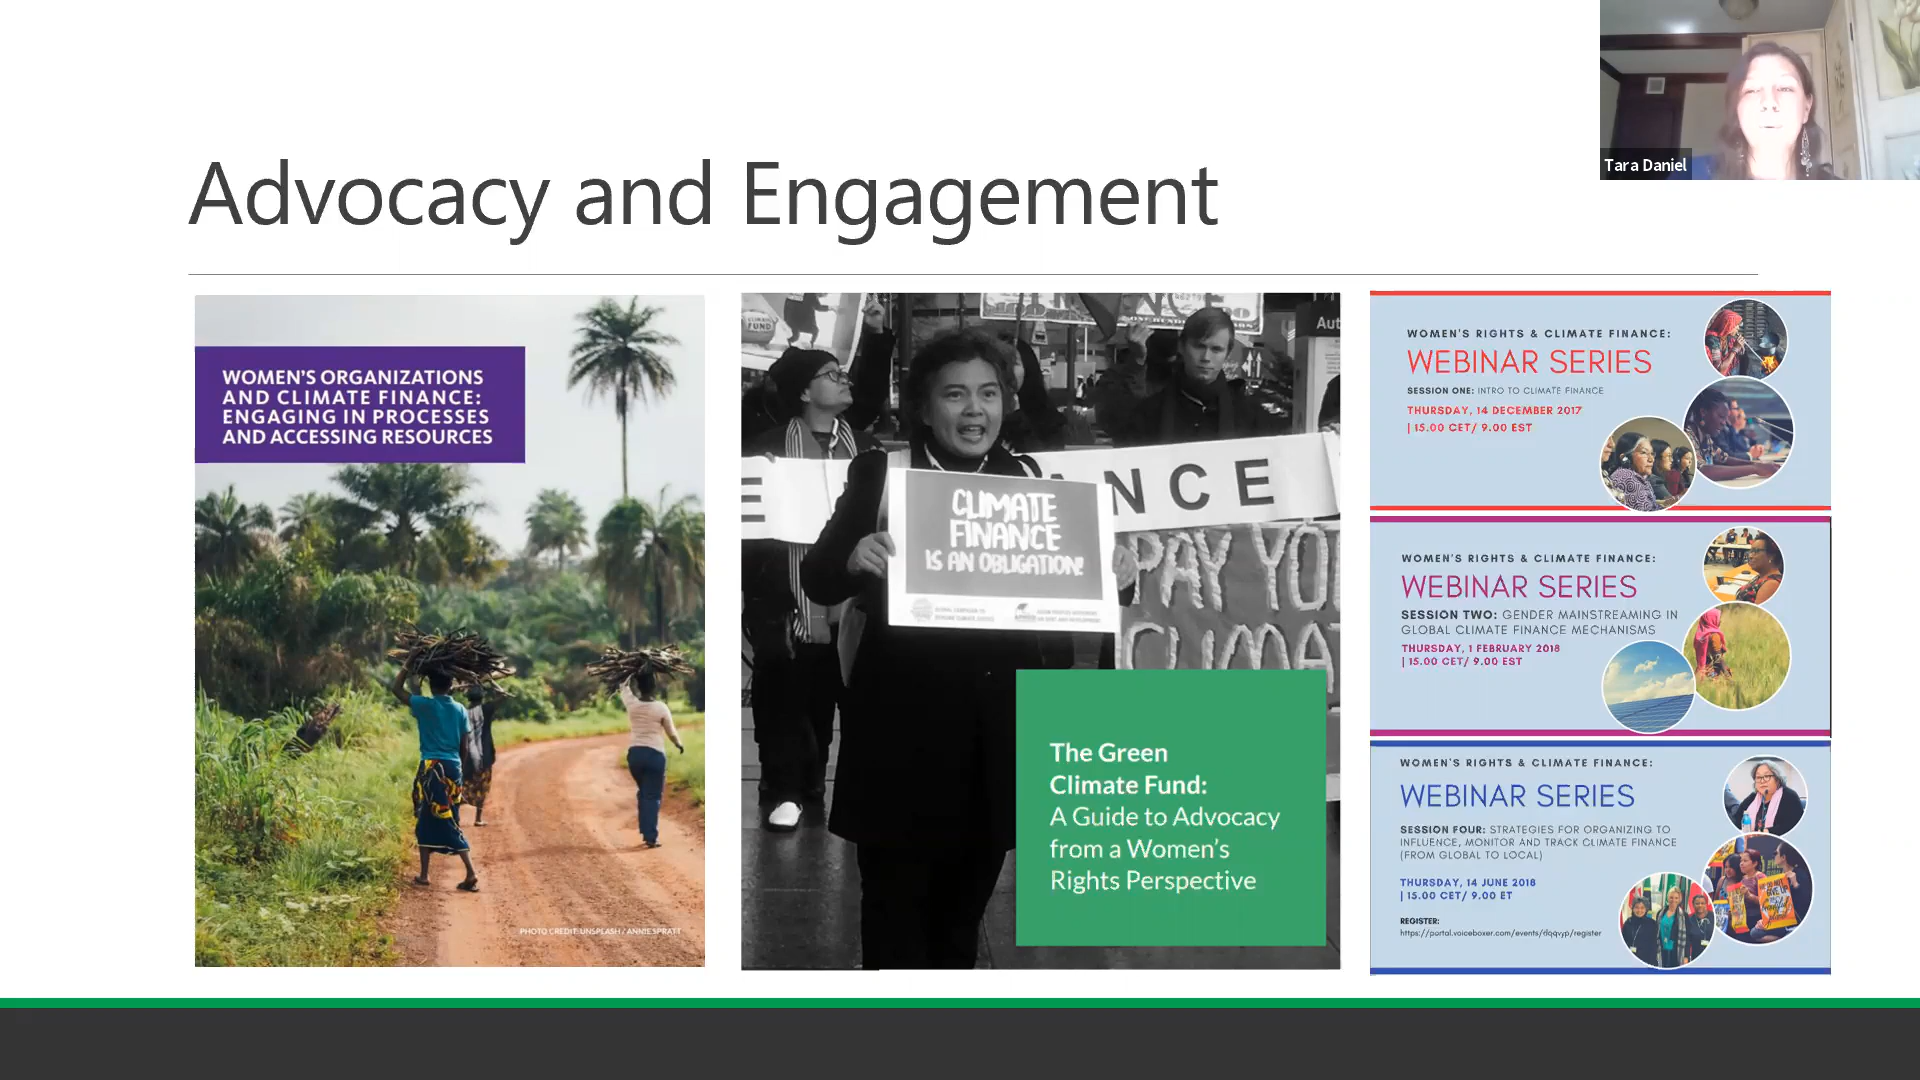 Tara Daniel
Advocacy and Engagement
WOMEN'S ORGANIZATIONS
AND CLIMATE FINANCE:
ENGAGING IN PROCESSES
AND ACCESSING RESOURCES
PHOTO CREDIT: UNSPLASH / ANNIE SPRATT
CLIMATE
FUND
Aut
E
NCE
CLIMATE
FINANCE
IS AN OBLIGATION!
PAY YO
CLIMA
The Green
Climate Fund:
A Guide to Advocacy
from a Women's
Rights Perspective
WOMEN'S RIGHTS & CLIMATE FINANCE:
WEBINAR SERIES
SESSION ONE: INTRO TO CLIMATE FINANCE
THURSDAY, 14 DECEMBER 2017
| 15.00 CET/ 9.00 EST
WOMEN'S RIGHTS & CLIMATE FINANCE:
WEBINAR SERIES
SESSION TWO: GENDER MAINSTREAMING IN
GLOBAL CLIMATE FINANCE MECHANISMS
THURSDAY, 1 FEBRUARY 2018
| 15.00 CET/ 9.00 EST
WOMEN'S RIGHTS & CLIMATE FINANCE:
WEBINAR SERIES
SESSION FOUR: STRATEGIES FOR ORGANIZING TO
INFLUENCE, MONITOR AND TRACK CLIMATE FINANCE
(FROM GLOBAL TO LOCAL)
THURSDAY, 14 JUNE 2018
| 15.00 CET/ 9.00 ET
REGISTER: